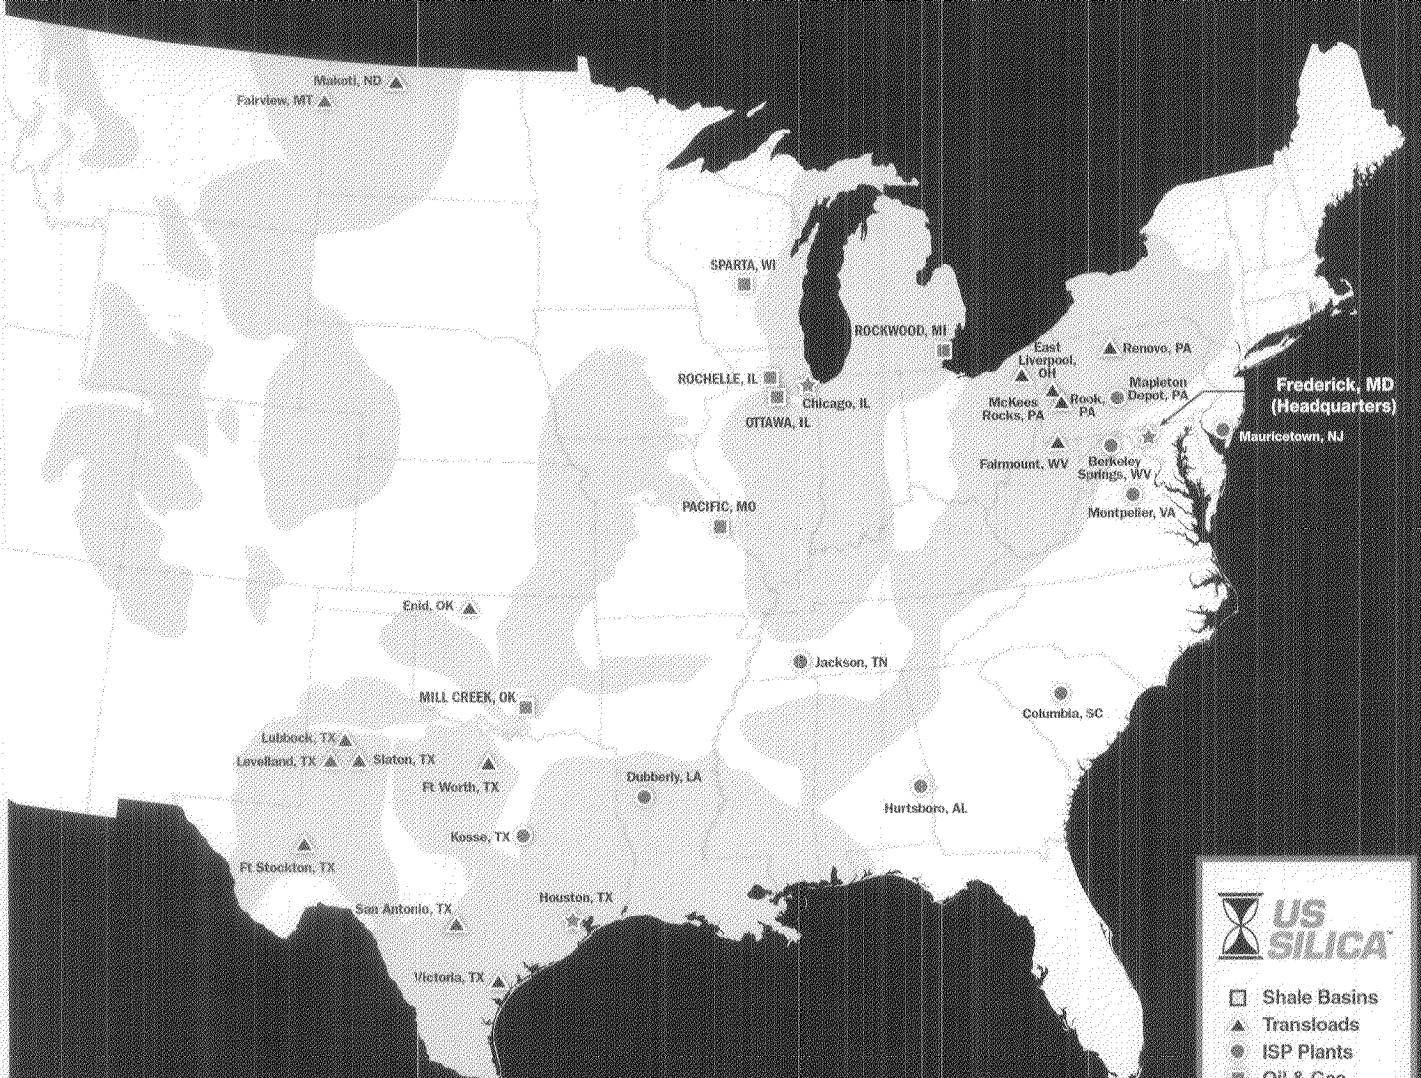 Makoti, ND
Fairview, MT
SPARTA, WI
ROCKWOOD, MI
East
Liverpool,
OH
Renovo, PA
ROCHELLE, IL
Chicago, IL
OTTAWA, IL
McKees
Rocks, PA
Rook,
PA
Mapleton
Depot, PA
Frederick, MD
(Headquarters)
Mauricetown, NJ
Fairmount, WV
Berkeley
Springs, WV
Montpelier, VA
PACIFIC, MO
Enid, OK
Jackson, TN
MILL CREEK, OK
Columbia, SC
Lubbock, TX
Levelland, TX
Slaton, TX
Ft Worth, TX
Dubberly, LA
Hurtsboro, AL
Kosse, TX
Ft Stockton, TX
Houston, TX
San Antonio, TX
Victoria, TX
US
SILICA™
Shale Basins
Transloads
ISP Plants
Oil & Gas